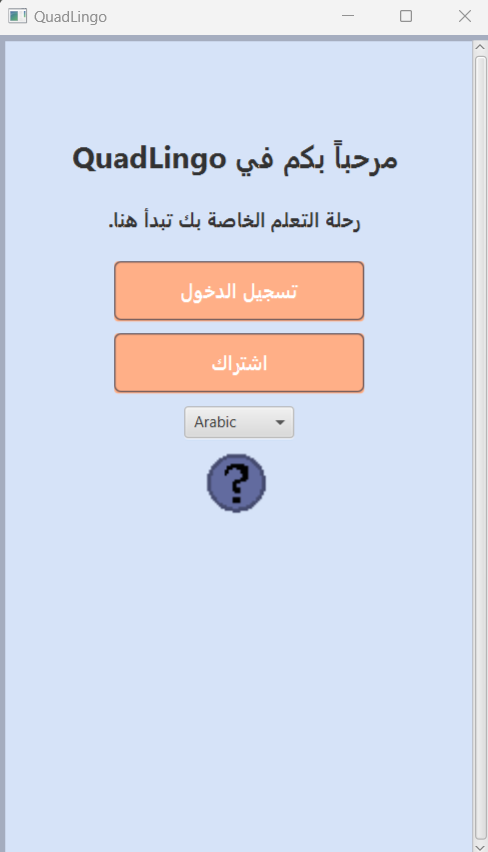 QuadLingo
مرحباً بكم في QuadLingo
رحلة التعلم الخاصة بك تبدأ هنا.
تسجيل الدخول
اشتراك
Arabic
?